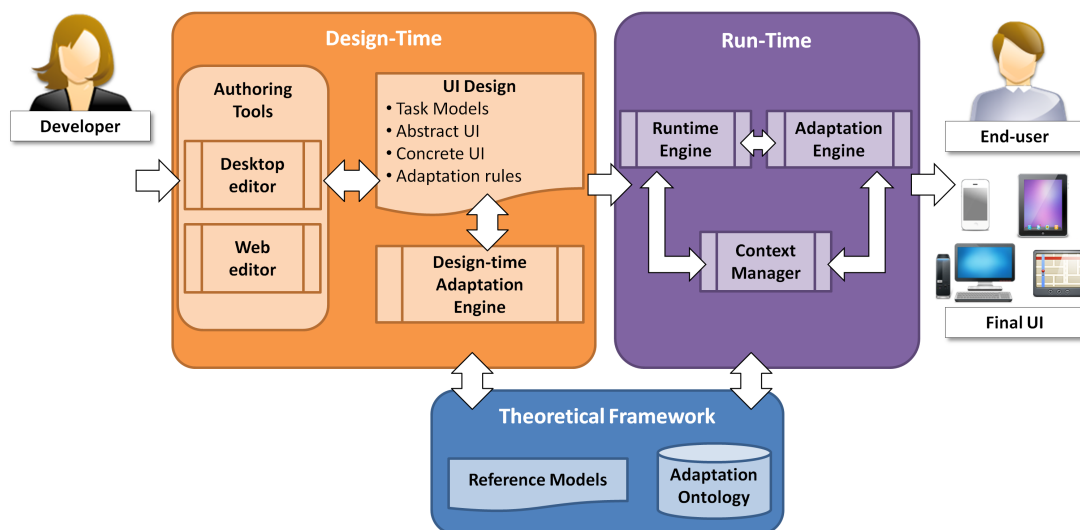 Developer
Design-Time
Authoring
Tools
Desktop
editor
Web
editor
UI Design
• Task Models
• Abstract UI
• Concrete UI
• Adaptation rules
Design-time
Adaptation
Engine
Run-Time
Runtime
Engine
Adaptation
Engine
Context
Manager
End-user
Final UI
Theoretical Framework
Reference Models
Adaptation
Ontology